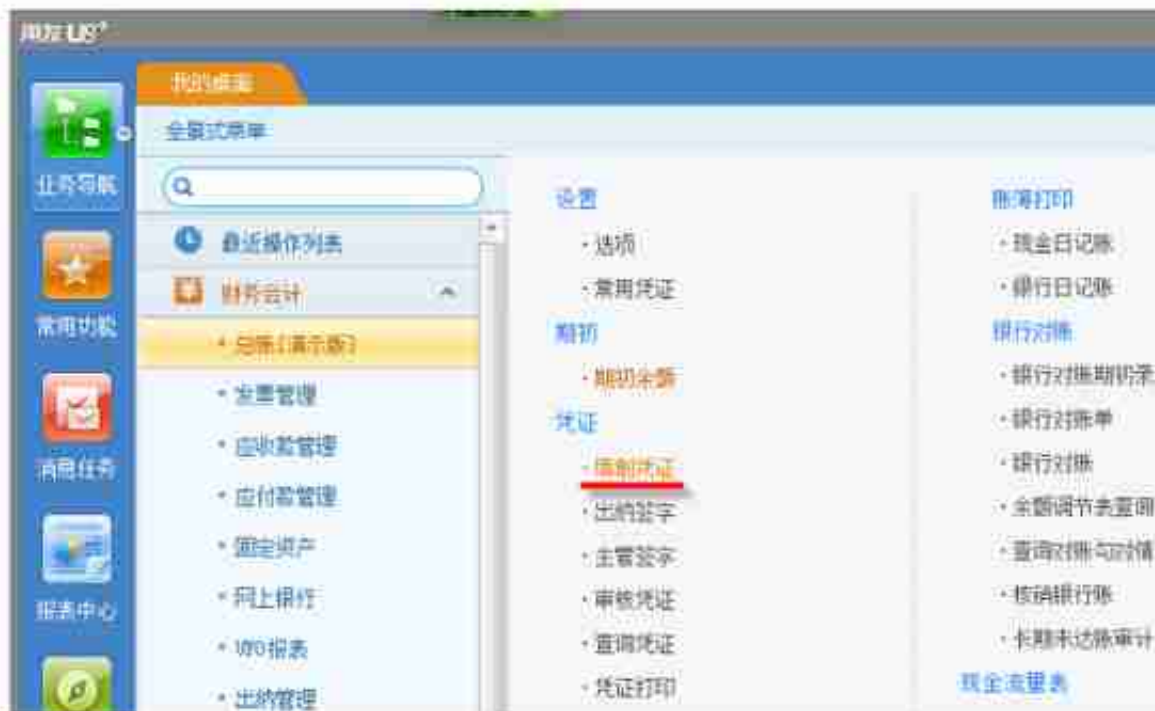 用友 U8+
我的桌面
业务导航
常用功能
消息任务
报表中心
全景式菜单
最近操作列表
财务会计
总账[演示版]
发票管理
应收款管理
应付款管理
固定资产
网上银行
UFO报表
出纳管理
设置
选项
常用凭证
期初
期初余额
凭证
填制凭证
出纳签字
主管签字
审核凭证
查询凭证
凭证打印
账簿打印
现金日记账
银行日记账
银行对账
银行对账期初录
银行对账单
银行对账
余额调节表查询
查询对账勾对情
核销银行账
长期未达账审计
现金流量表